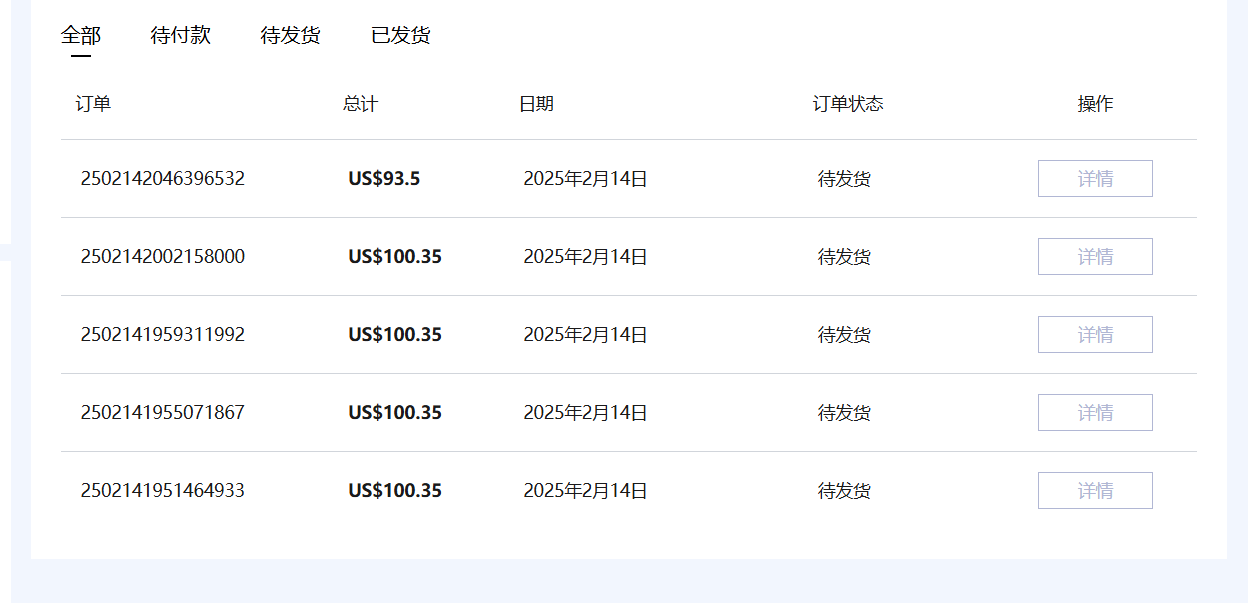 全部 待付款 待发货 已发货
订单 总计 日期 订单状态 操作
2502142046396532 US$93.5 2025年2月14日 待发货 详情
2502142002158000 US$100.35 2025年2月14日 待发货 详情
2502141959311992 US$100.35 2025年2月14日 待发货 详情
2502141955071867 US$100.35 2025年2月14日 待发货 详情
2502141951464933 US$100.35 2025年2月14日 待发货 详情